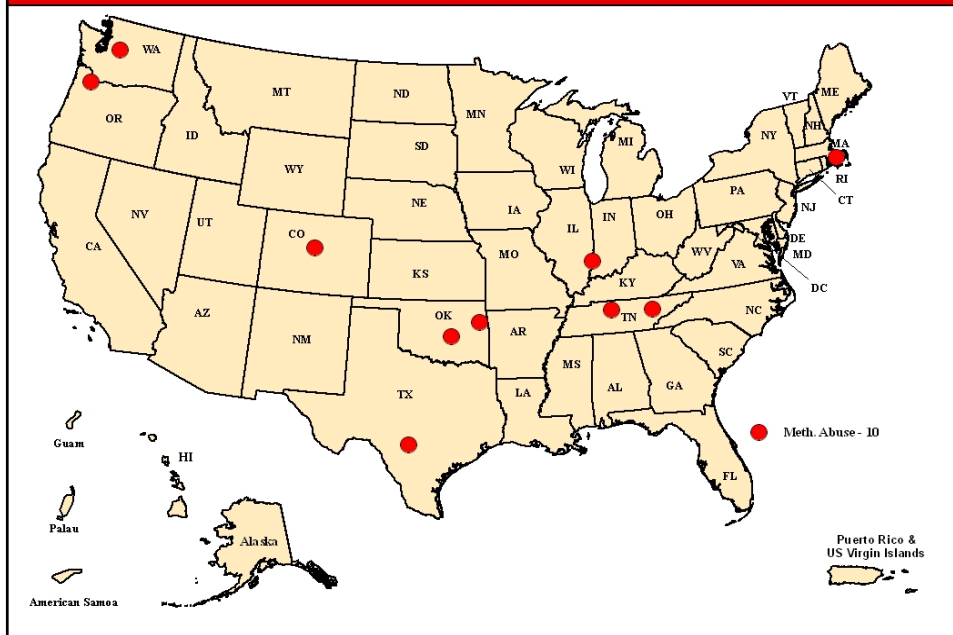 WA
MT
ND
MN
VT
ME
OR
ID
SD
WI
MI
NY
NH
MA
WY
RI
CT
NE
IA
PA
NJ
NV
UT
CO
IL
IN
OH
CA
KS
MO
WV
VA
DE
MD
DC
KY
AZ
NM
OK
AR
TN
NC
SC
TX
LA
MS
AL
GA
Meth. Abuse - 10
Guam
HI
FL
Palau
Alaska
Puerto Rico &
US Virgin Islands
American Samoa